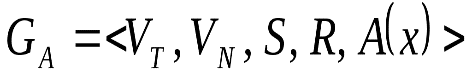 G_A =<V_T, V_N, S, R, A(x)>